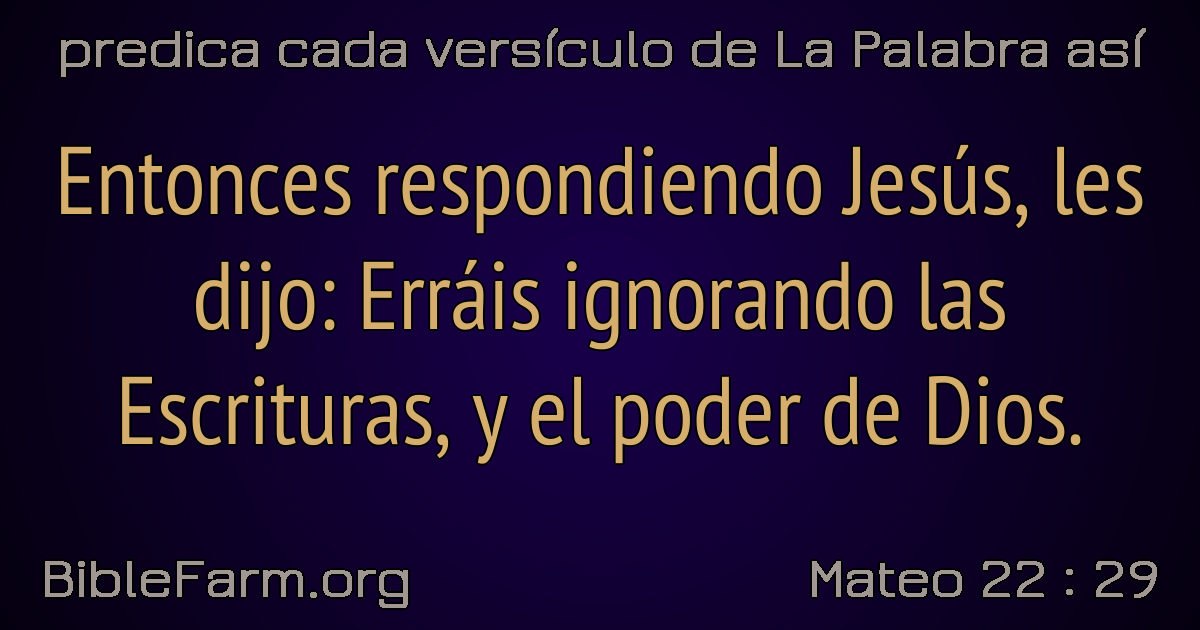 predica cada versículo de La Palabra así
Entonces respondiendo Jesús, les
dijo: Erráis ignorando las
Escrituras, y el poder de Dios.
BibleFarm.org
Mateo 22 : 29